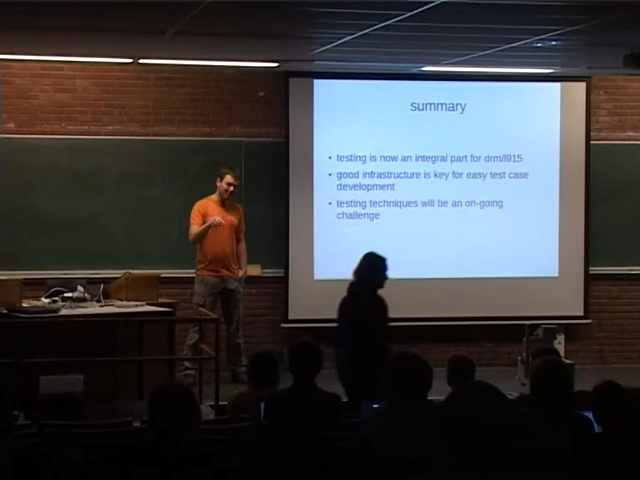 summary
• testing is now an integral part for drm/i915
• good infrastructure is key for easy test case
development
• testing techniques will be an on-going
challenge